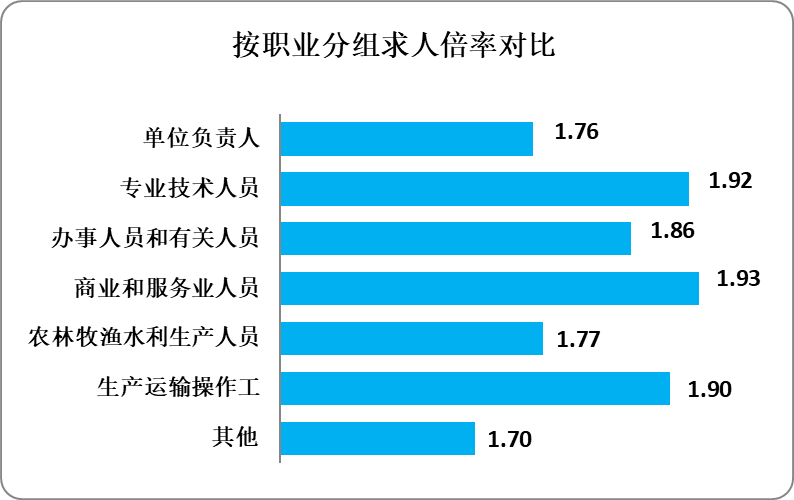 按职业分组求人倍率对比
单位负责人 1.76
专业技术人员 1.92
办事人员和有关人员 1.86
商业和服务业人员 1.93
农林牧渔水利生产人员 1.77
生产运输操作工 1.90
其他 1.70